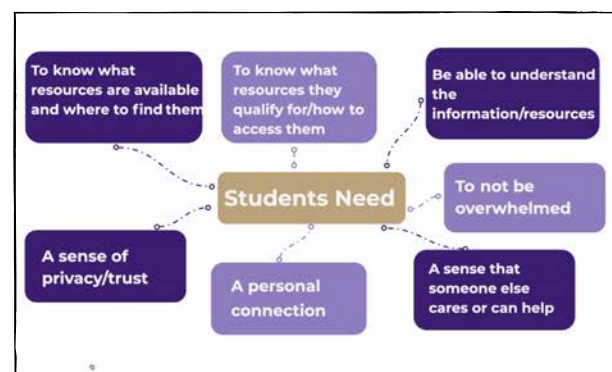 To know what
resources are available
and where to find them
To know what
resources they
qualify for/how to
access them
Be able to understand
the
information/resources
Students Need
To not be
overwhelmed
A sense of
privacy/trust
A personal
connection
A sense that
someone else
cares or can help